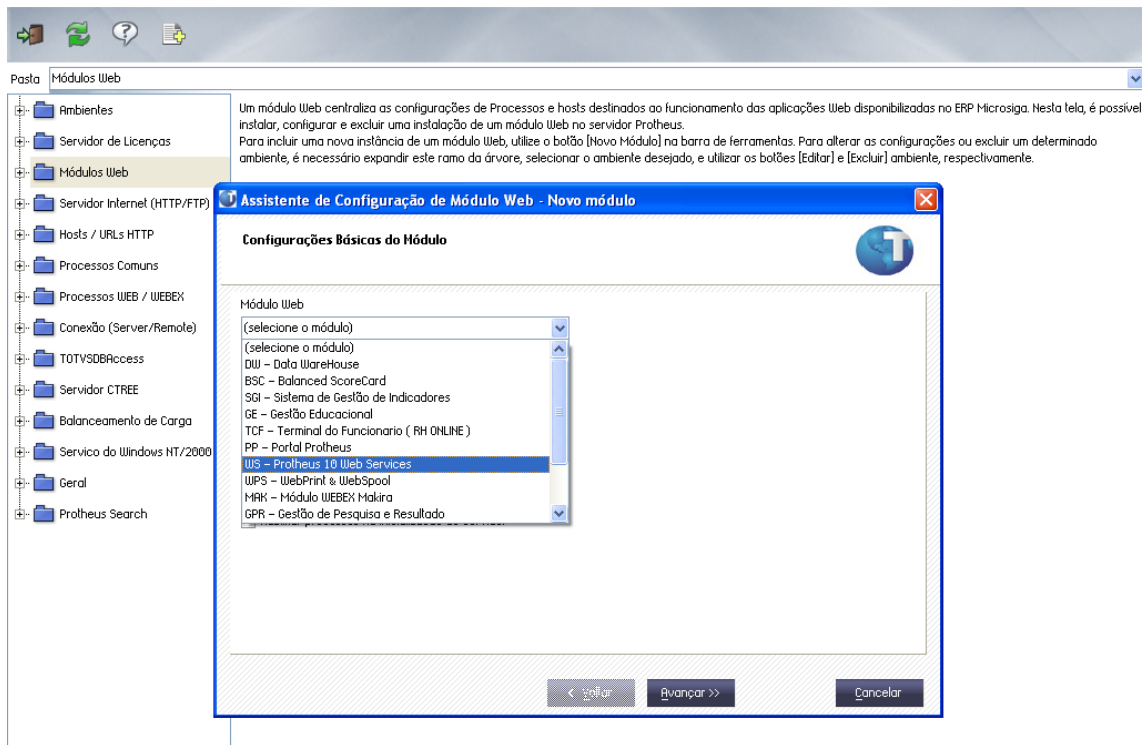 Pasta Módulos Web
Ambientes
Servidor de Licenças
Módulos Web
Servidor Internet (HTTP/FTP)
Hosts / URLs HTTP
Processos Comuns
Processos WEB / WEBEX
Conexão (Server/Remote)
TOTVSDBAccess
Servidor CTREE
Balanceamento de Carga
Servico do Windows NT/2000
Geral
Protheus Search
Um módulo Web centraliza as configurações de Processos e hosts destinados ao funcionamento das aplicações Web disponibilizadas no ERP Microsiga. Nesta tela, é possível
instalar, configurar e excluir uma instalação de um módulo Web no servidor Protheus.
Para incluir uma nova instância de um módulo Web, utilize o botão [Novo Módulo] na barra de ferramentas. Para alterar as configurações ou excluir um determinado
ambiente, é necessário expandir este ramo da árvore, selecionar o ambiente desejado, e utilizar os botões [Editar] e [Excluir] ambiente, respectivamente.
Assistente de Configuração de Módulo Web - Novo módulo
Configurações Básicas do Módulo
Módulo Web
(selecione o módulo)
(selecione o módulo)
DW - Data WareHouse
BSC - Balanced ScoreCard
SGI - Sistema de Gestão de Indicadores
GE - Gestão Educacional
TCF - Terminal do Funcionario ( RH ONLINE )
PP - Portal Protheus
WS - Protheus 10 Web Services
WPS - WebPrint & WebSpool
MAK - Módulo WEBEX Makira
GPR - Gestão de Pesquisa e Resultado
< Voltar
Avançar >>
Cancelar